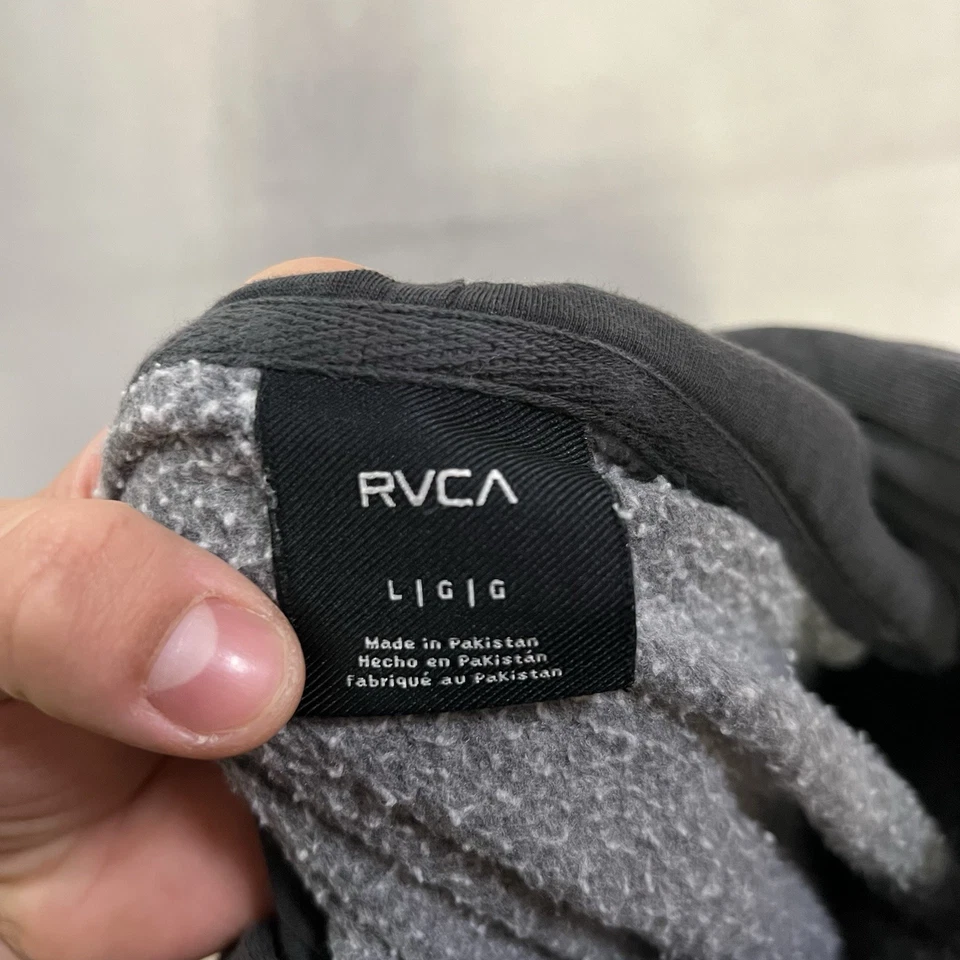 RVCA
L | G | G
Made in Pakistan
Hecho en Pakistán
Fabriqué au Pakistan